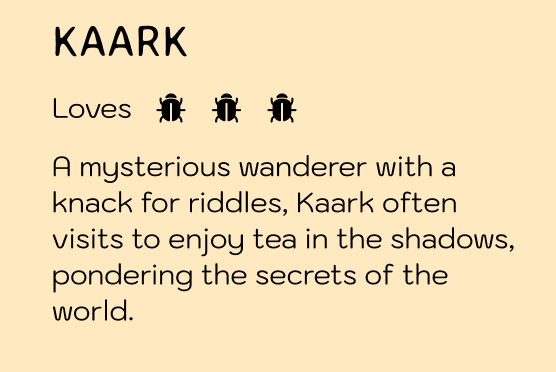 KAARK
Loves
A mysterious wanderer with a
knack for riddles, Kaark often
visits to enjoy tea in the shadows,
pondering the secrets of the
world.